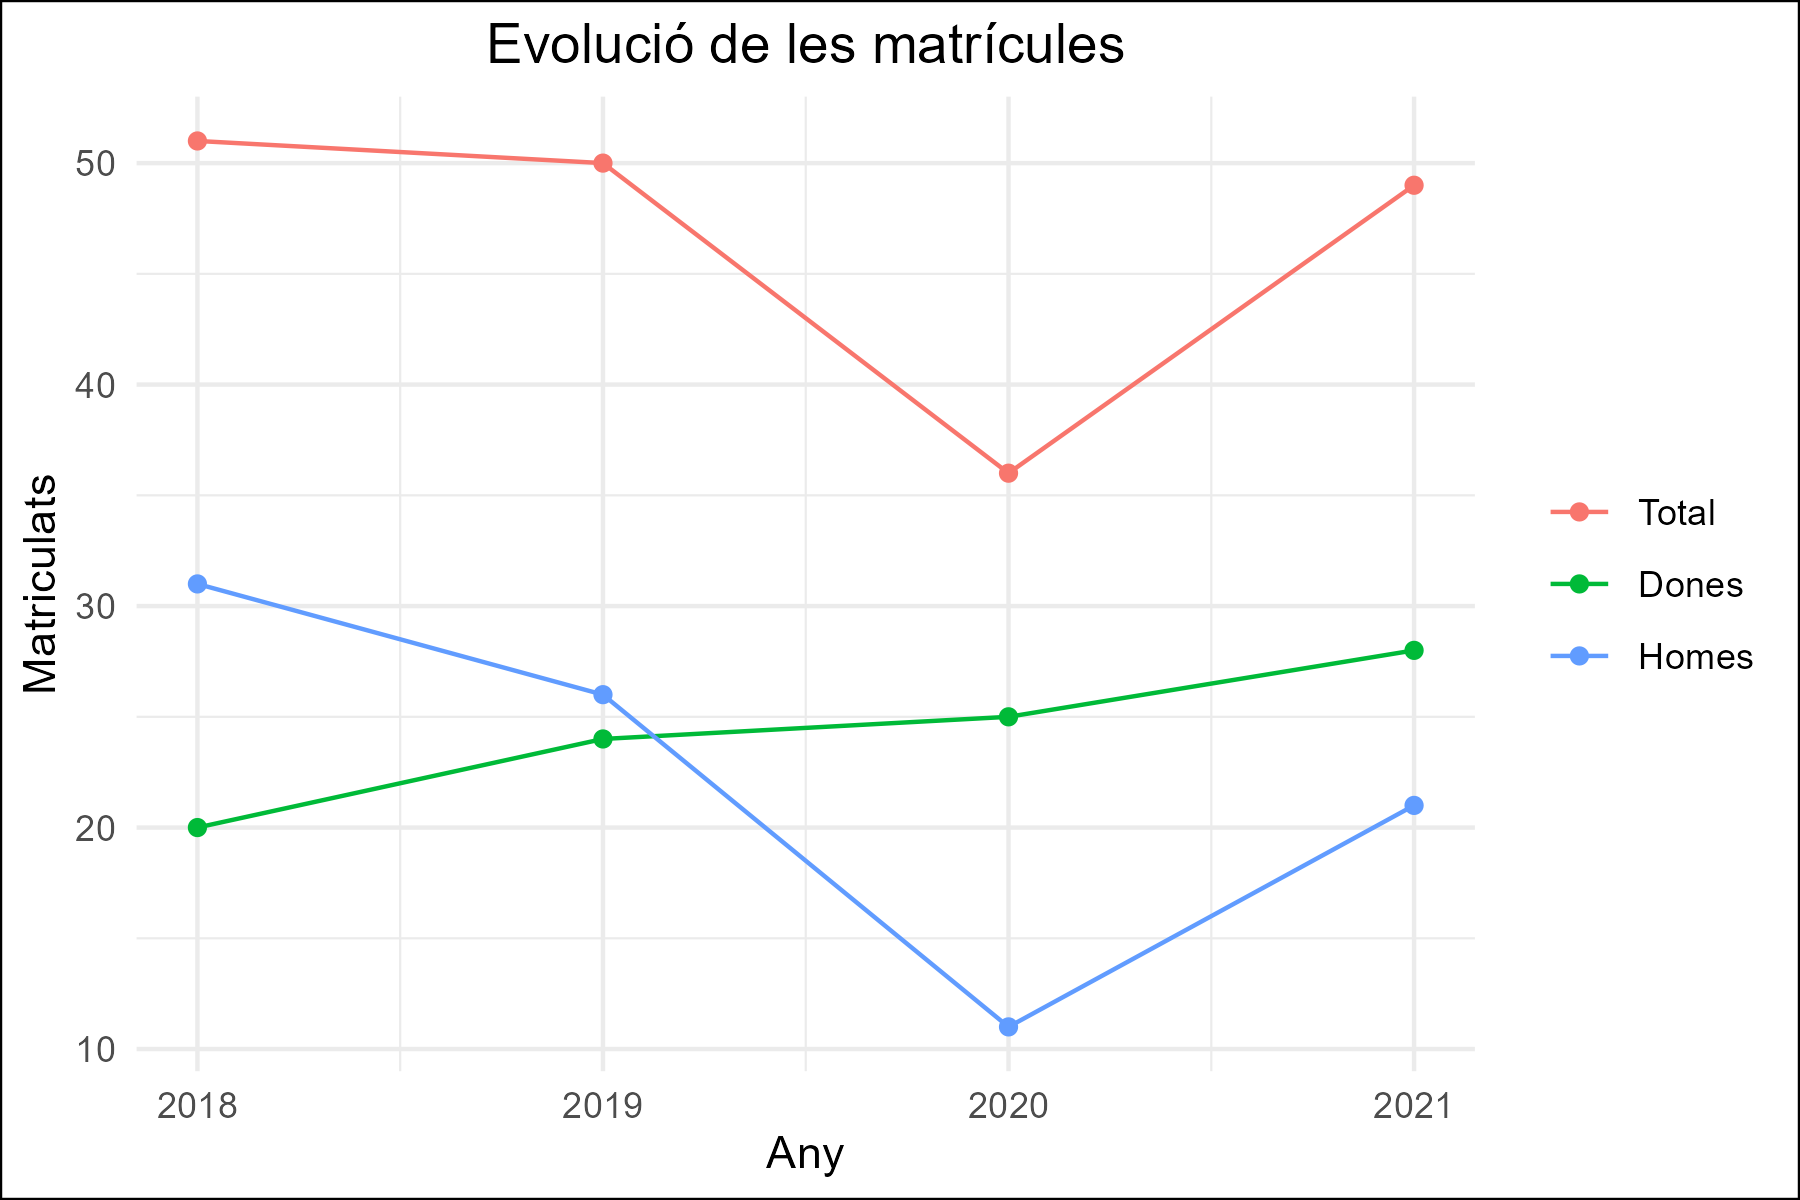 Evolució de les matrícules
Matriculats
50
40
30
20
10
2018 2019 2020 2021
Any
Total
Dones
Homes